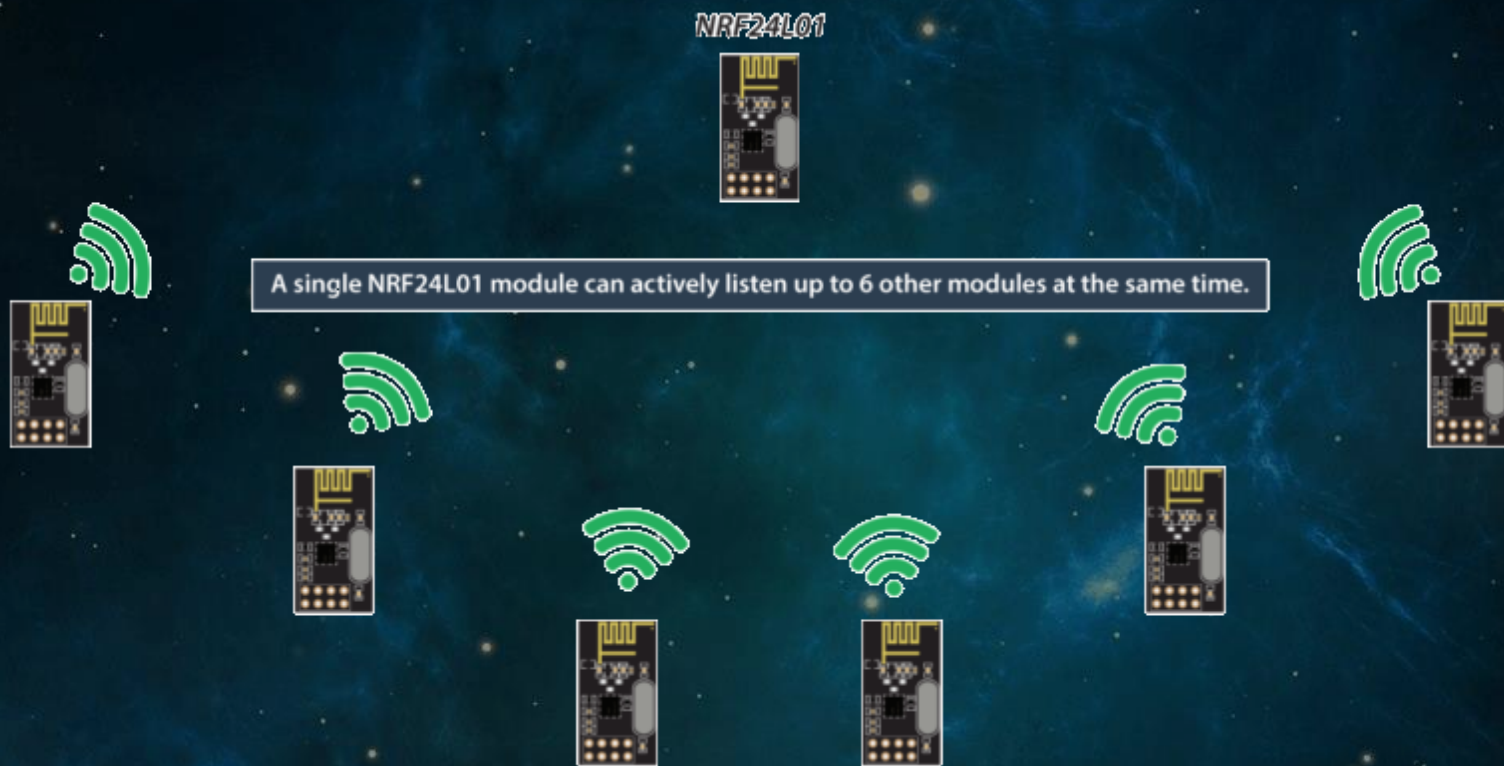 NRF24L01
A single NRF24L01 module can actively listen up to 6 other modules at the same time.